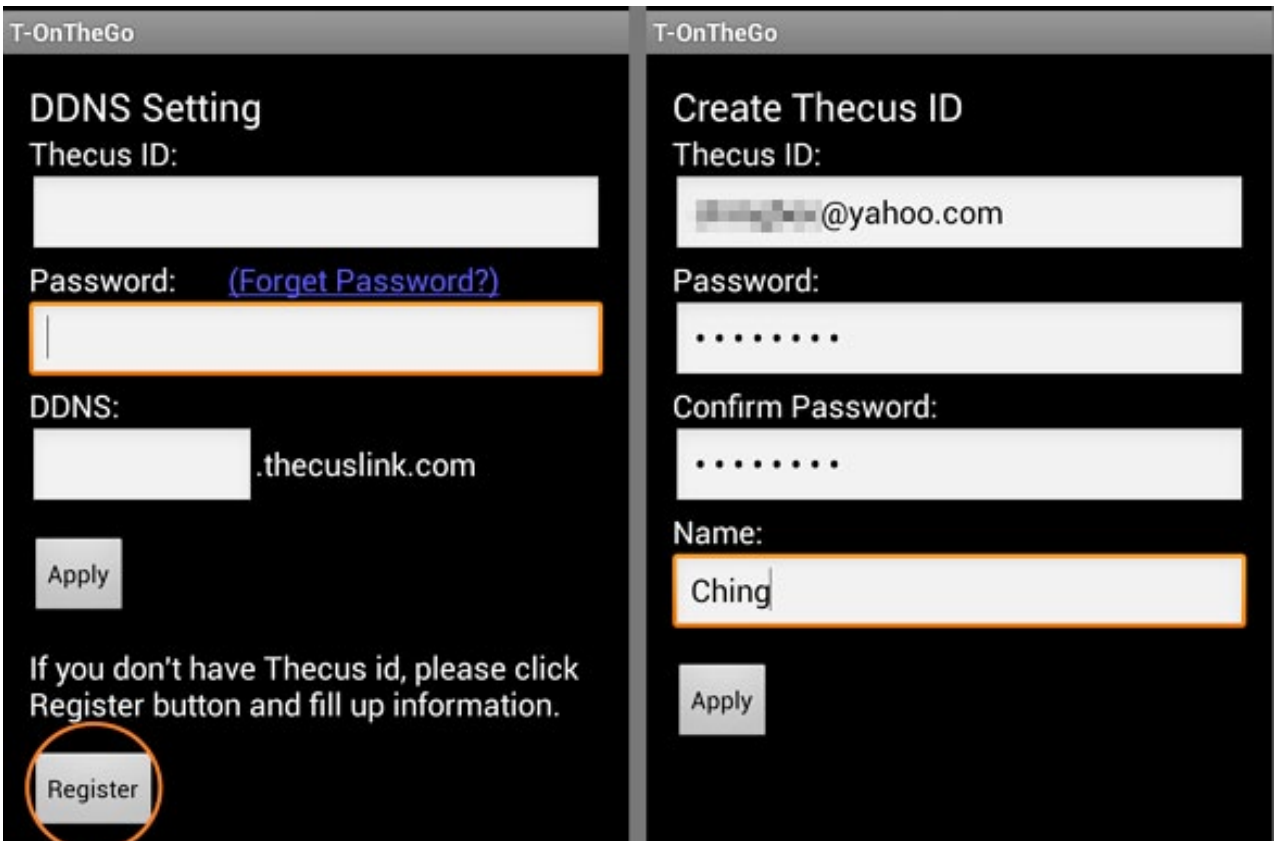 T-OnTheGo
DDNS Setting
Thecus ID:
Password: (Forget Password?)
DDNS:
.thecuslink.com
Apply
If you don't have Thecus id, please click
Register button and fill up information.
Register
T-OnTheGo
Create Thecus ID
Thecus ID:
@yahoo.com
Password:
••••••••
Confirm Password:
••••••••
Name:
Ching
Apply